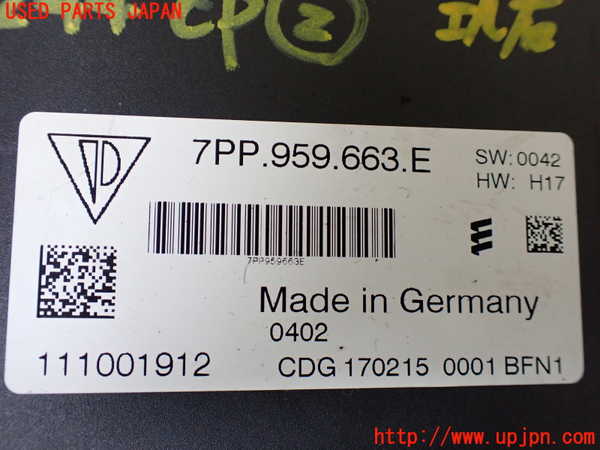 USED PARTS JAPAN
CP②
7PP.959.663.E
SW:0042
HW: H17
7PP959663E
Made in Germany
0402
111001912
CDG 170215 0001 BFN1
http://www.upjpn.com/